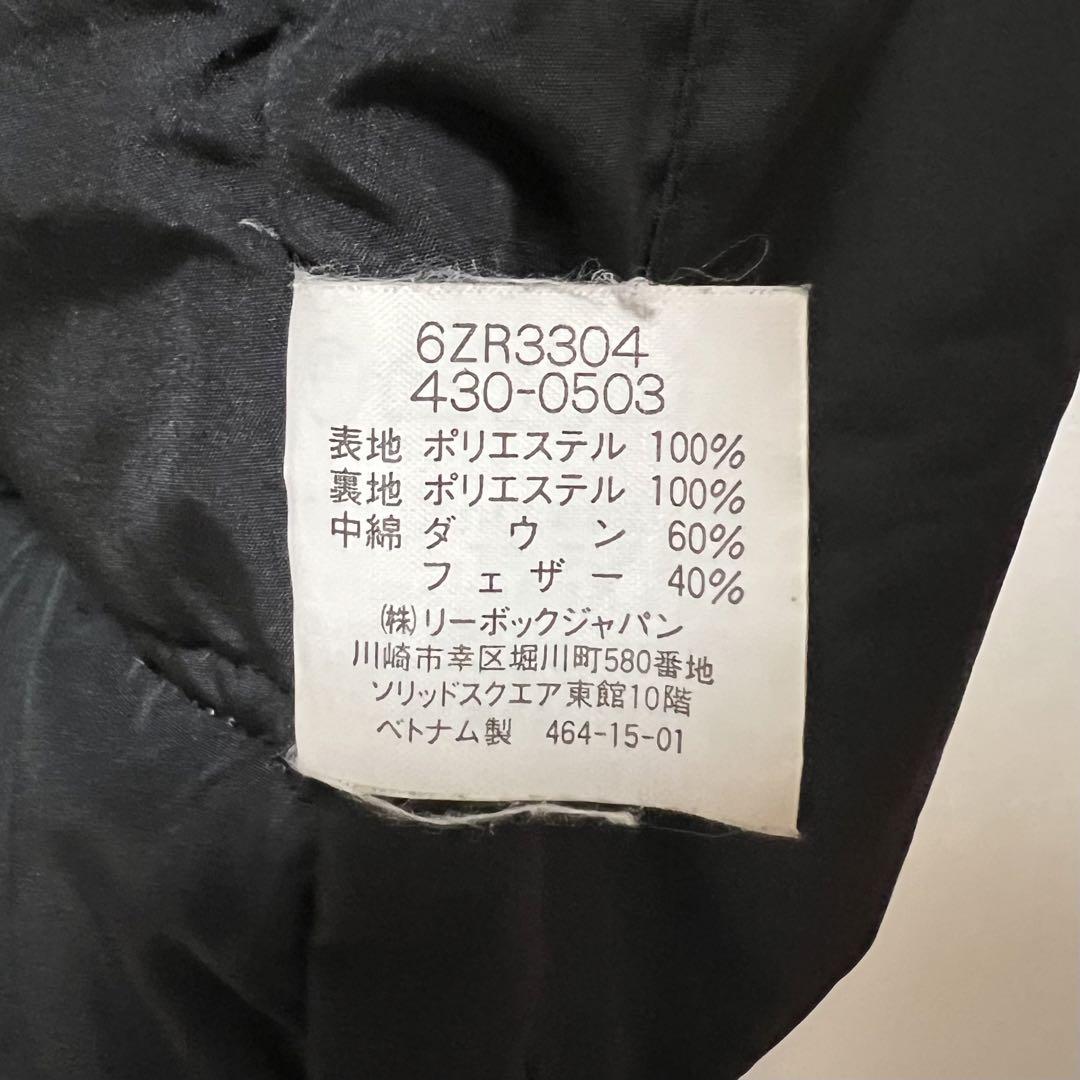 6ZR3304
430-0503
表地 ポリエステル 100%
裏地 ポリエステル 100%
中綿 ダウン 60%
フェザー 40%
㈱リーボックジャパン
川崎市幸区堀川町580番地
ソリッドスクエア東館10階
ベトナム製 464-15-01